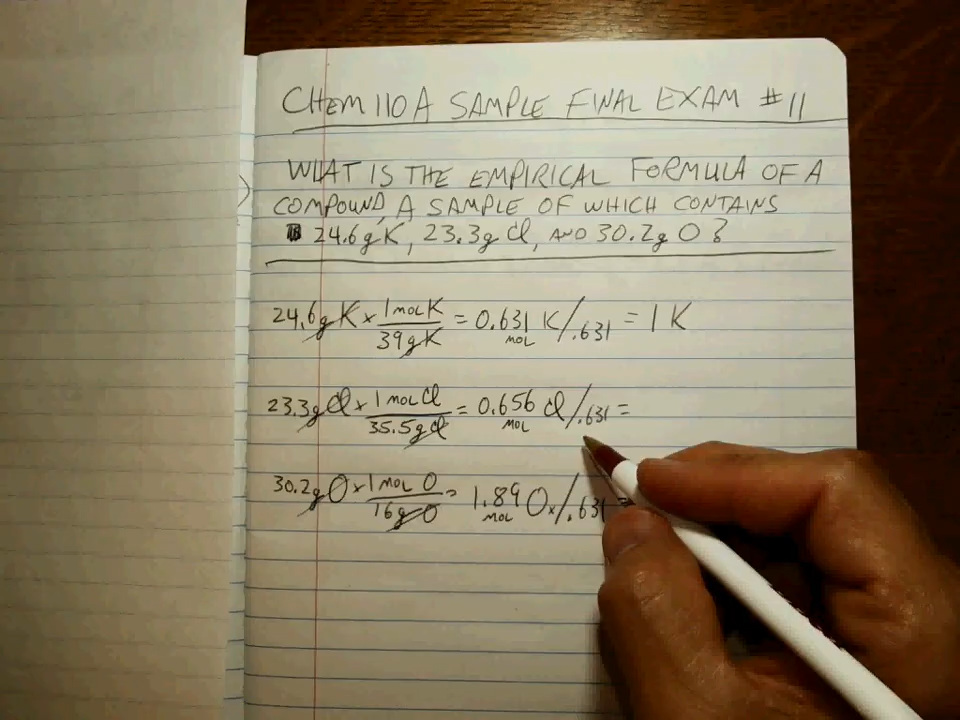 CHEM 110A SAMPLE FINAL EXAM #11
WHAT IS THE EMPIRICAL FORMULA OF A
COMPOUND, A SAMPLE OF WHICH CONTAINS
24.6g K, 23.3g Cl, AND 30.2g O?
24.6g K x 1 MOL K / 39g K = 0.631 MOL K / .631 = 1 K
23.3g Cl x 1 MOL Cl / 35.5g Cl = 0.656 MOL Cl / .631 =
30.2g O x 1 MOL O / 16g O = 1.89 MOL O x / .631 =